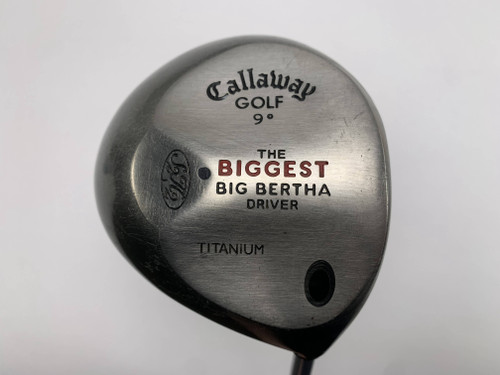 Callaway
GOLF
9°
THE
BIGGEST
BIG BERTHA
DRIVER
TITANIUM